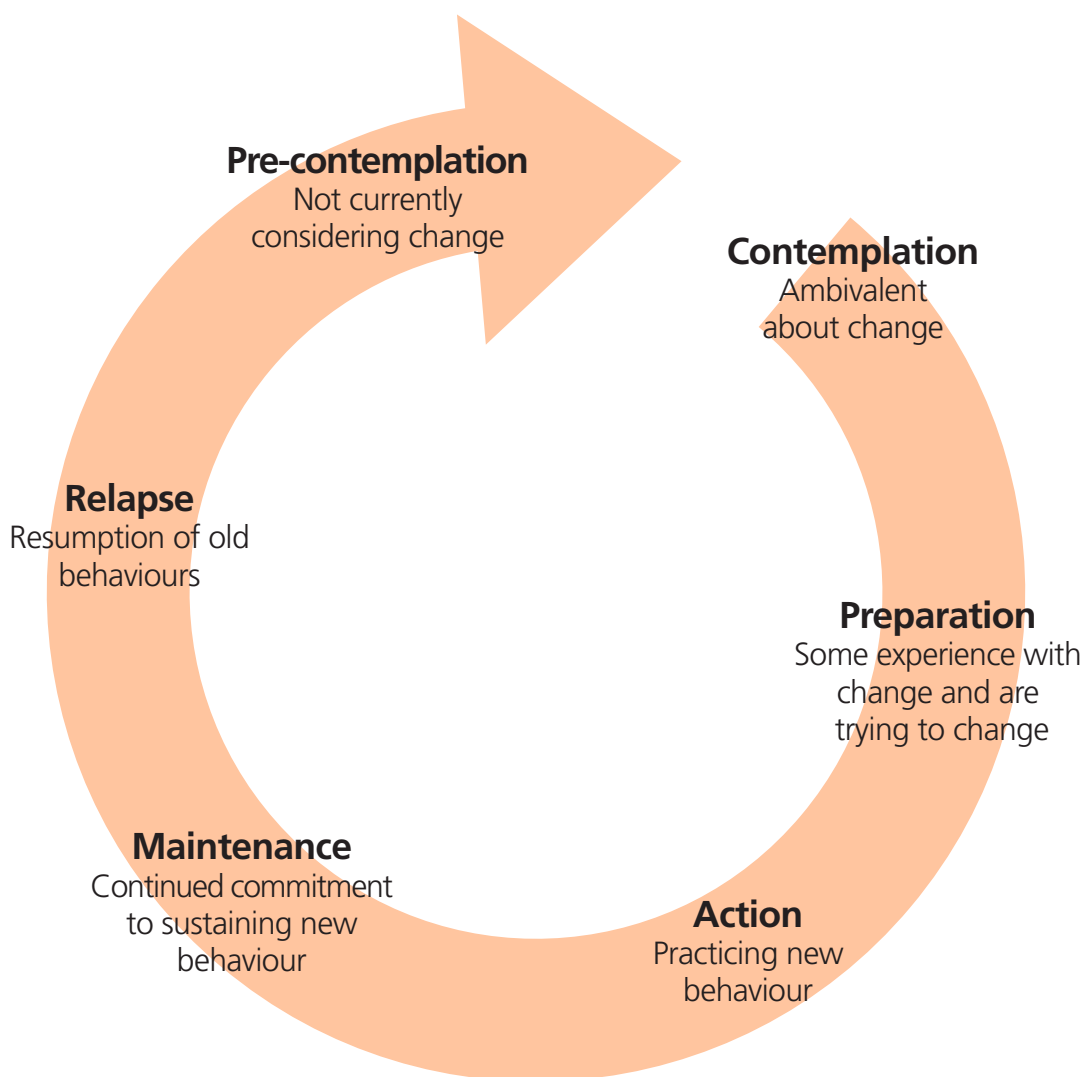 Pre-contemplation
Not currently
considering change
Contemplation
Ambivalent
about change
Preparation
Some experience with
change and are
trying to change
Action
Practicing new
behaviour
Maintenance
Continued commitment
to sustaining new
behaviour
Relapse
Resumption of old
behaviours